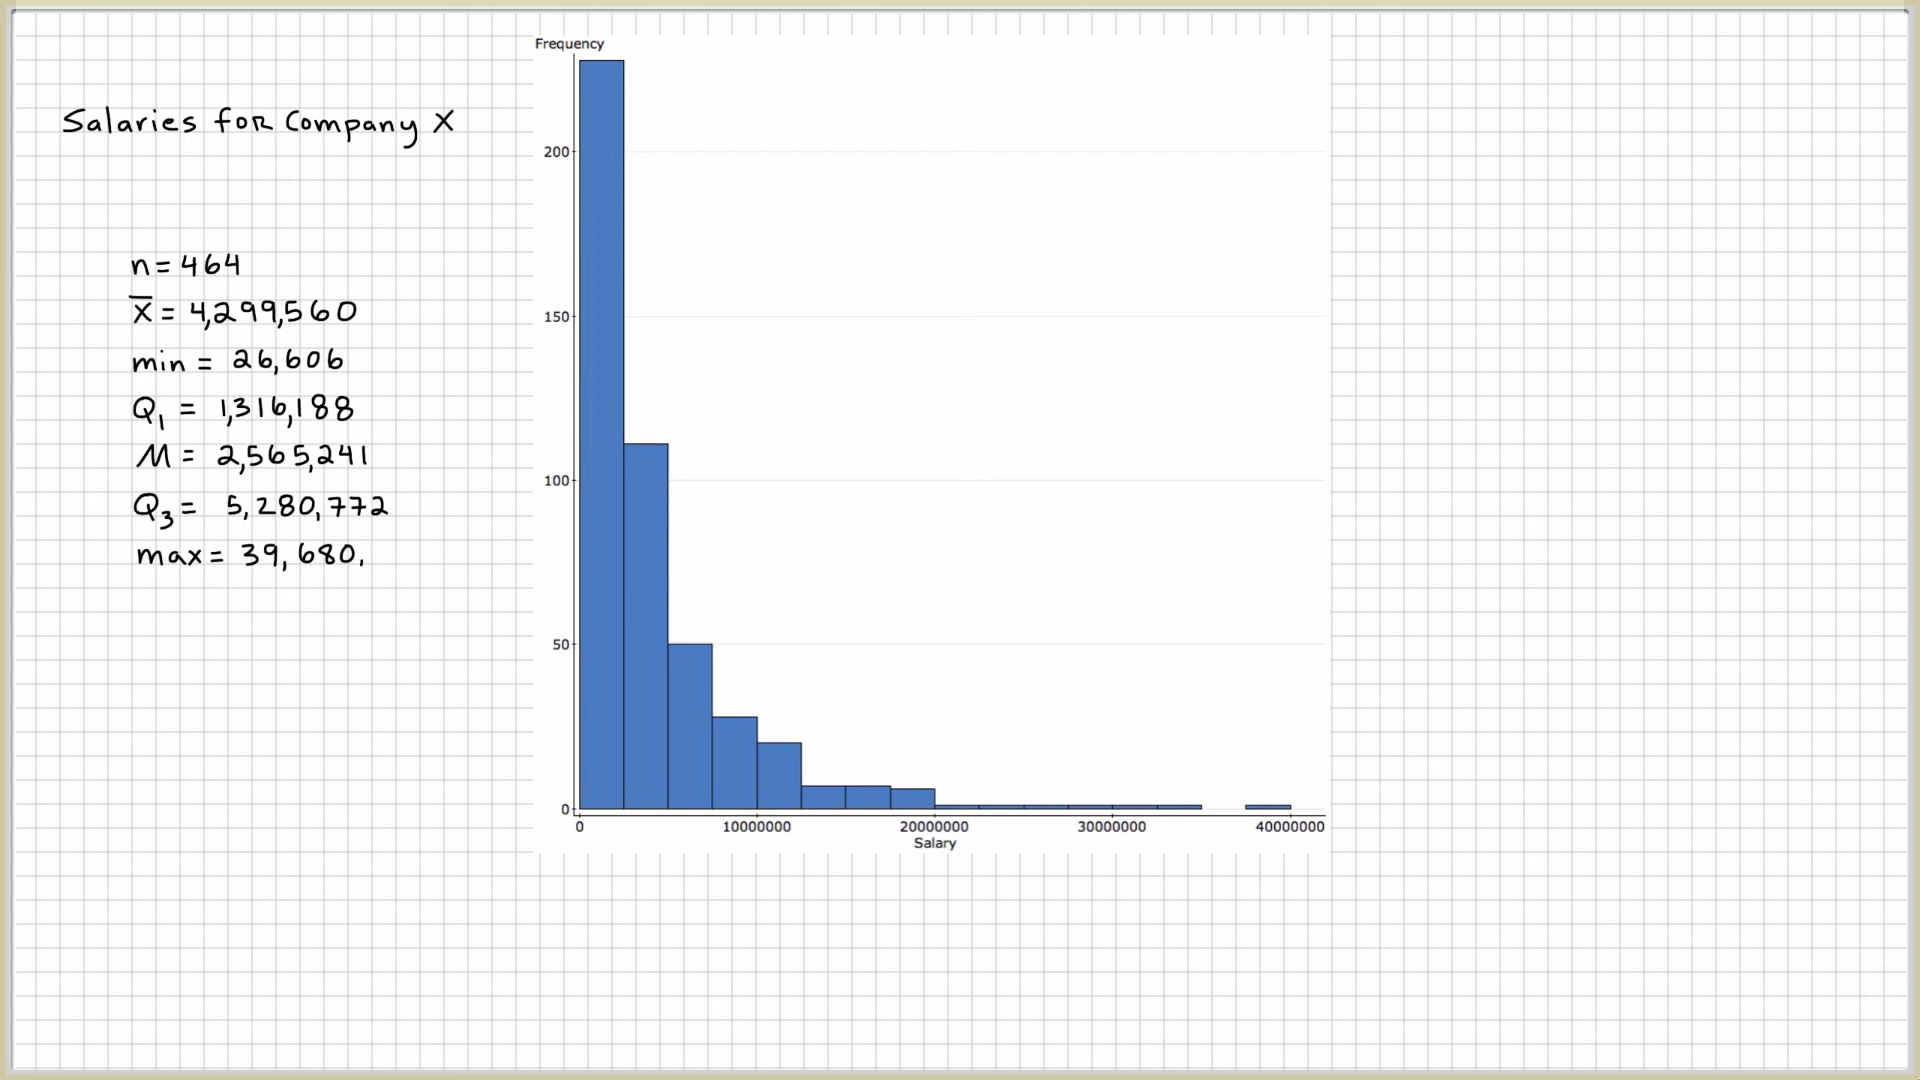 Salaries for Company X
n = 464
x̄ = 4,299,560
min = 26,606
Q₁ = 1,316,188
M = 2,565,241
Q₃ = 5,280,772
max = 39,680,
Frequency
200
150
100
50
0
0 10000000 20000000 30000000 40000000
Salary